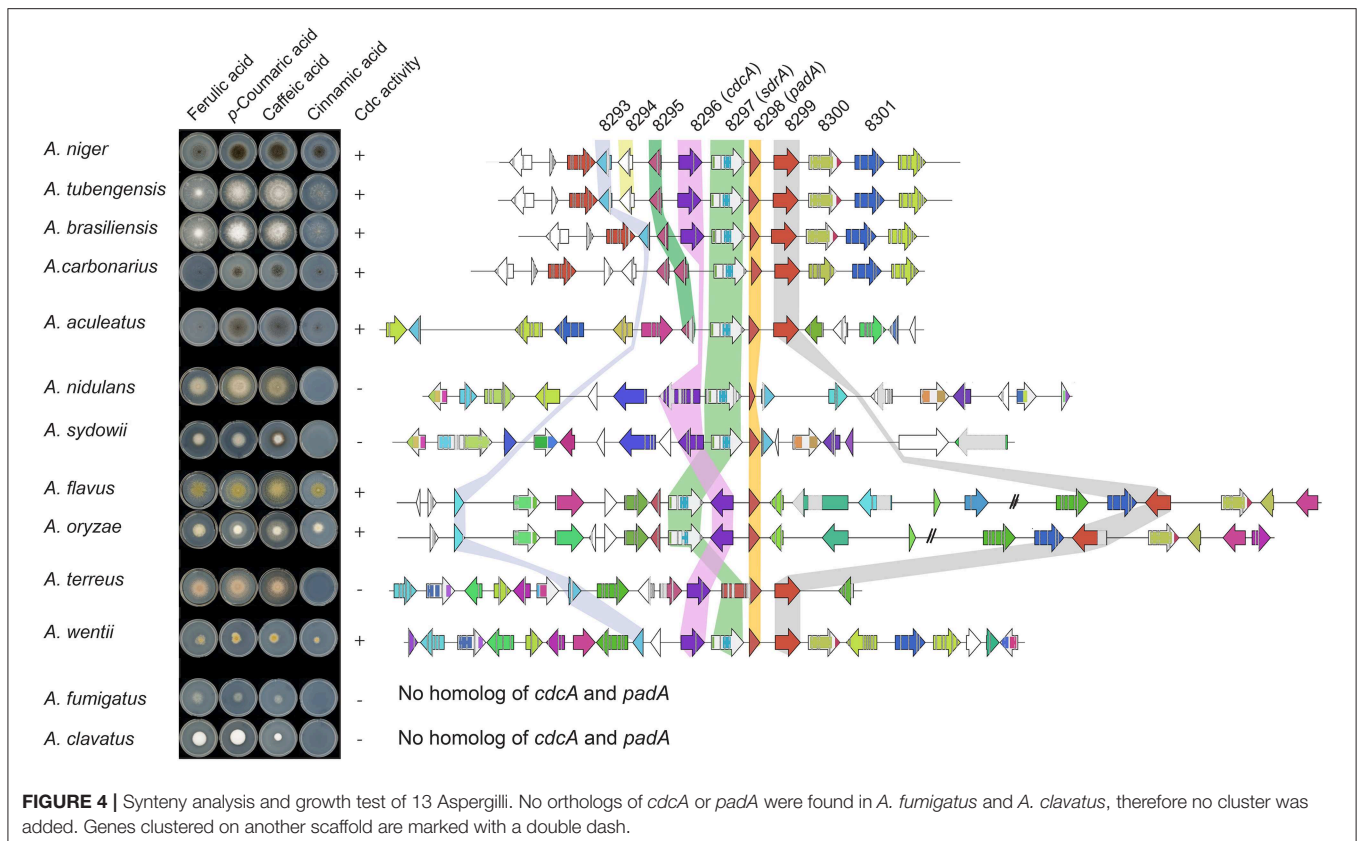 Ferulic acid
p-Coumaric acid
Caffeic acid
Cinnamic acid
Cdc activity
8293
8294
8295
8296 (cdcA)
8297 (sdrA)
8298 (padA)
8299
8300
8301
A. niger +
A. tubengensis +
A. brasiliensis +
A.carbonarius +
A. aculeatus +
A. nidulans -
A. sydowii -
A. flavus + //
A. oryzae + //
A. terreus -
A. wentii +
A. fumigatus - No homolog of cdcA and padA
A. clavatus - No homolog of cdcA and padA
FIGURE 4 | Synteny analysis and growth test of 13 Aspergilli. No orthologs of cdcA or padA were found in A. fumigatus and A. clavatus, therefore no cluster was
added. Genes clustered on another scaffold are marked with a double dash.